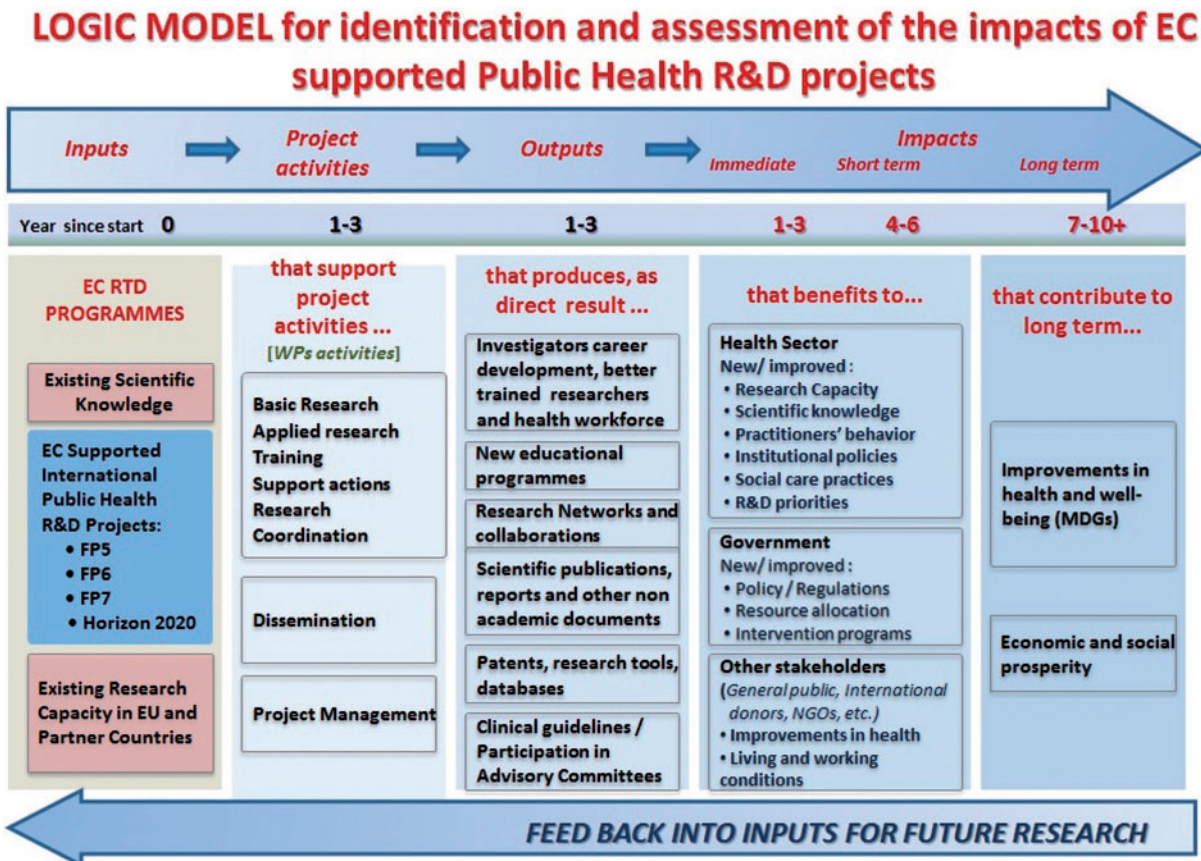 LOGIC MODEL for identification and assessment of the impacts of EC
supported Public Health R&D projects
Inputs
Project
activities
Outputs
Impacts
Immediate Short term Long term
Year since start 0 1-3 1-3 1-3 4-6 7-10+
EC RTD
PROGRAMMES
Existing Scientific
Knowledge
EC Supported
International
Public Health
R&D Projects:
• FP5
• FP6
• FP7
• Horizon 2020
Existing Research
Capacity in EU and
Partner Countries
that support
project
activities ...
[WPs activities]
Basic Research
Applied research
Training
Support actions
Research
Coordination
Dissemination
Project Management
that produces, as
direct result ...
Investigators career
development, better
trained researchers
and health workforce
New educational
programmes
Research Networks and
collaborations
Scientific publications,
reports and other non
academic documents
Patents, research tools,
databases
Clinical guidelines /
Participation in
Advisory Committees
that benefits to...
Health Sector
New/ improved :
• Research Capacity
• Scientific knowledge
• Practitioners' behavior
• Institutional policies
• Social care practices
• R&D priorities
Government
New/ improved :
• Policy / Regulations
• Resource allocation
• Intervention programs
Other stakeholders
(General public, International
donors, NGOs, etc.)
• Improvements in health
• Living and working
conditions
that contribute to
long term...
Improvements in
health and well-
being (MDGs)
Economic and social
prosperity
FEED BACK INTO INPUTS FOR FUTURE RESEARCH